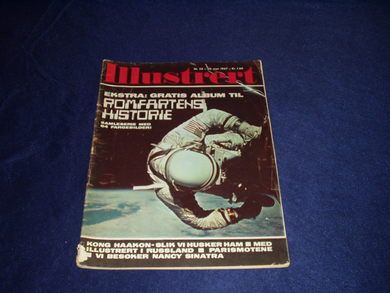 Illustrert
EKSTRA: GRATIS ALBUM TIL
ROMFARTENS
HISTORIE
SAMLESERIE MED
64 FARGEBILDER!
KONG HAAKON-SLIK VI HUSKER HAM ■ MED
ILLUSTRERT I RUSSLAND ■ PARISMOTENE
■ VI BESØKER NANCY SINATRA